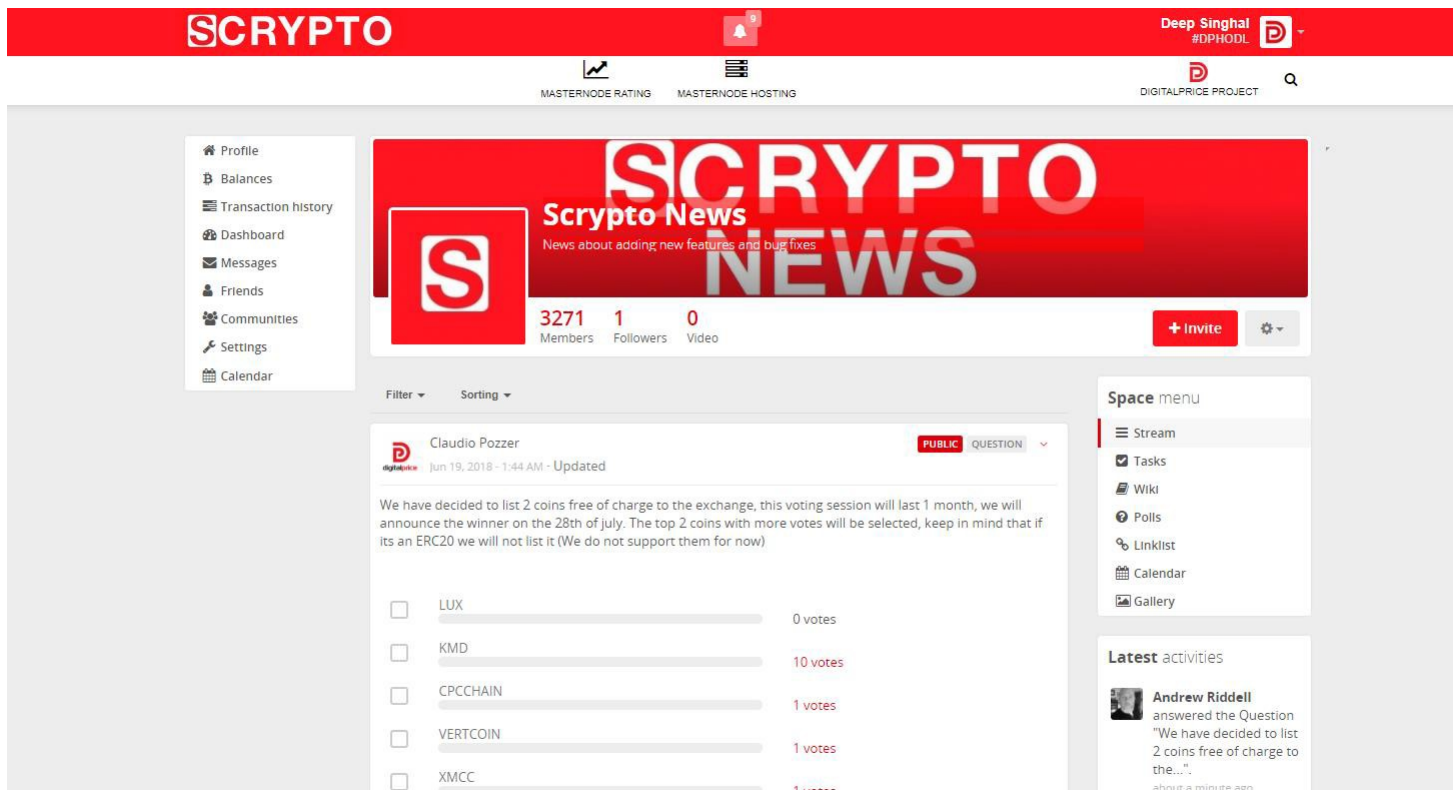 SCRYPTO
9
Deep Singhal
#DPHODL
MASTERNODE RATING
MASTERNODE HOSTING
DIGITALPRICE PROJECT
Profile
Balances
Transaction history
Dashboard
Messages
Friends
Communities
Settings
Calendar
SCRYPTO
NEWS
Scrypto News
News about adding new features and bug fixes
S
3271 1 0
Members Followers Video
+ Invite
Filter
Sorting
Claudio Pozzer
PUBLIC QUESTION
digitalprice
Jun 19, 2018 - 1:44 AM - Updated
We have decided to list 2 coins free of charge to the exchange, this voting session will last 1 month, we will
announce the winner on the 28th of july. The top 2 coins with more votes will be selected, keep in mind that if
its an ERC20 we will not list it (We do not support them for now)
LUX
0 votes
KMD
10 votes
CPCCHAIN
1 votes
VERTCOIN
1 votes
XMCC
1 votes
Space menu
Stream
Tasks
Wiki
Polls
Linklist
Calendar
Gallery
Latest activities
Andrew Riddell
answered the Question
"We have decided to list
2 coins free of charge to
the...".
about a minute ago